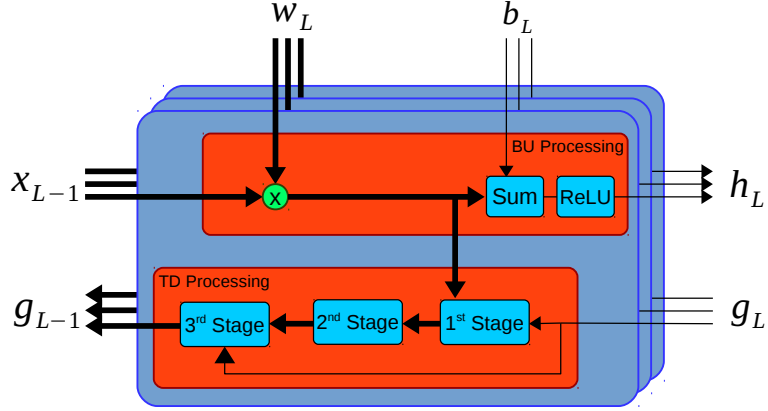 w_L b_L
BU Processing
x_{L-1} x Sum ReLU h_L
TD Processing
g_{L-1} 3rd Stage 2nd Stage 1st Stage g_L